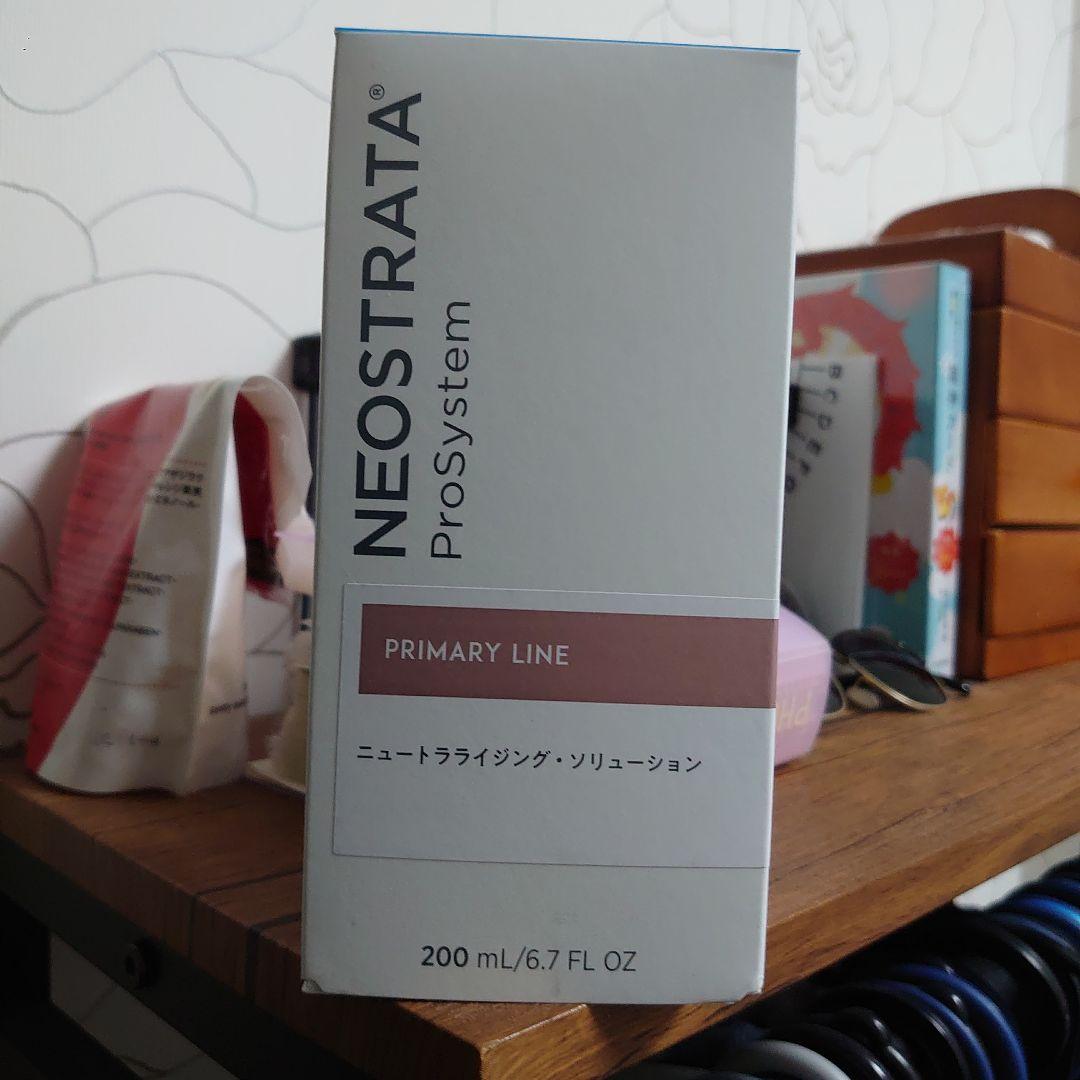 NEOSTRATA®
ProSystem
PRIMARY LINE
ニュートラライジング・ソリューション
200 mL/6.7 FL OZ